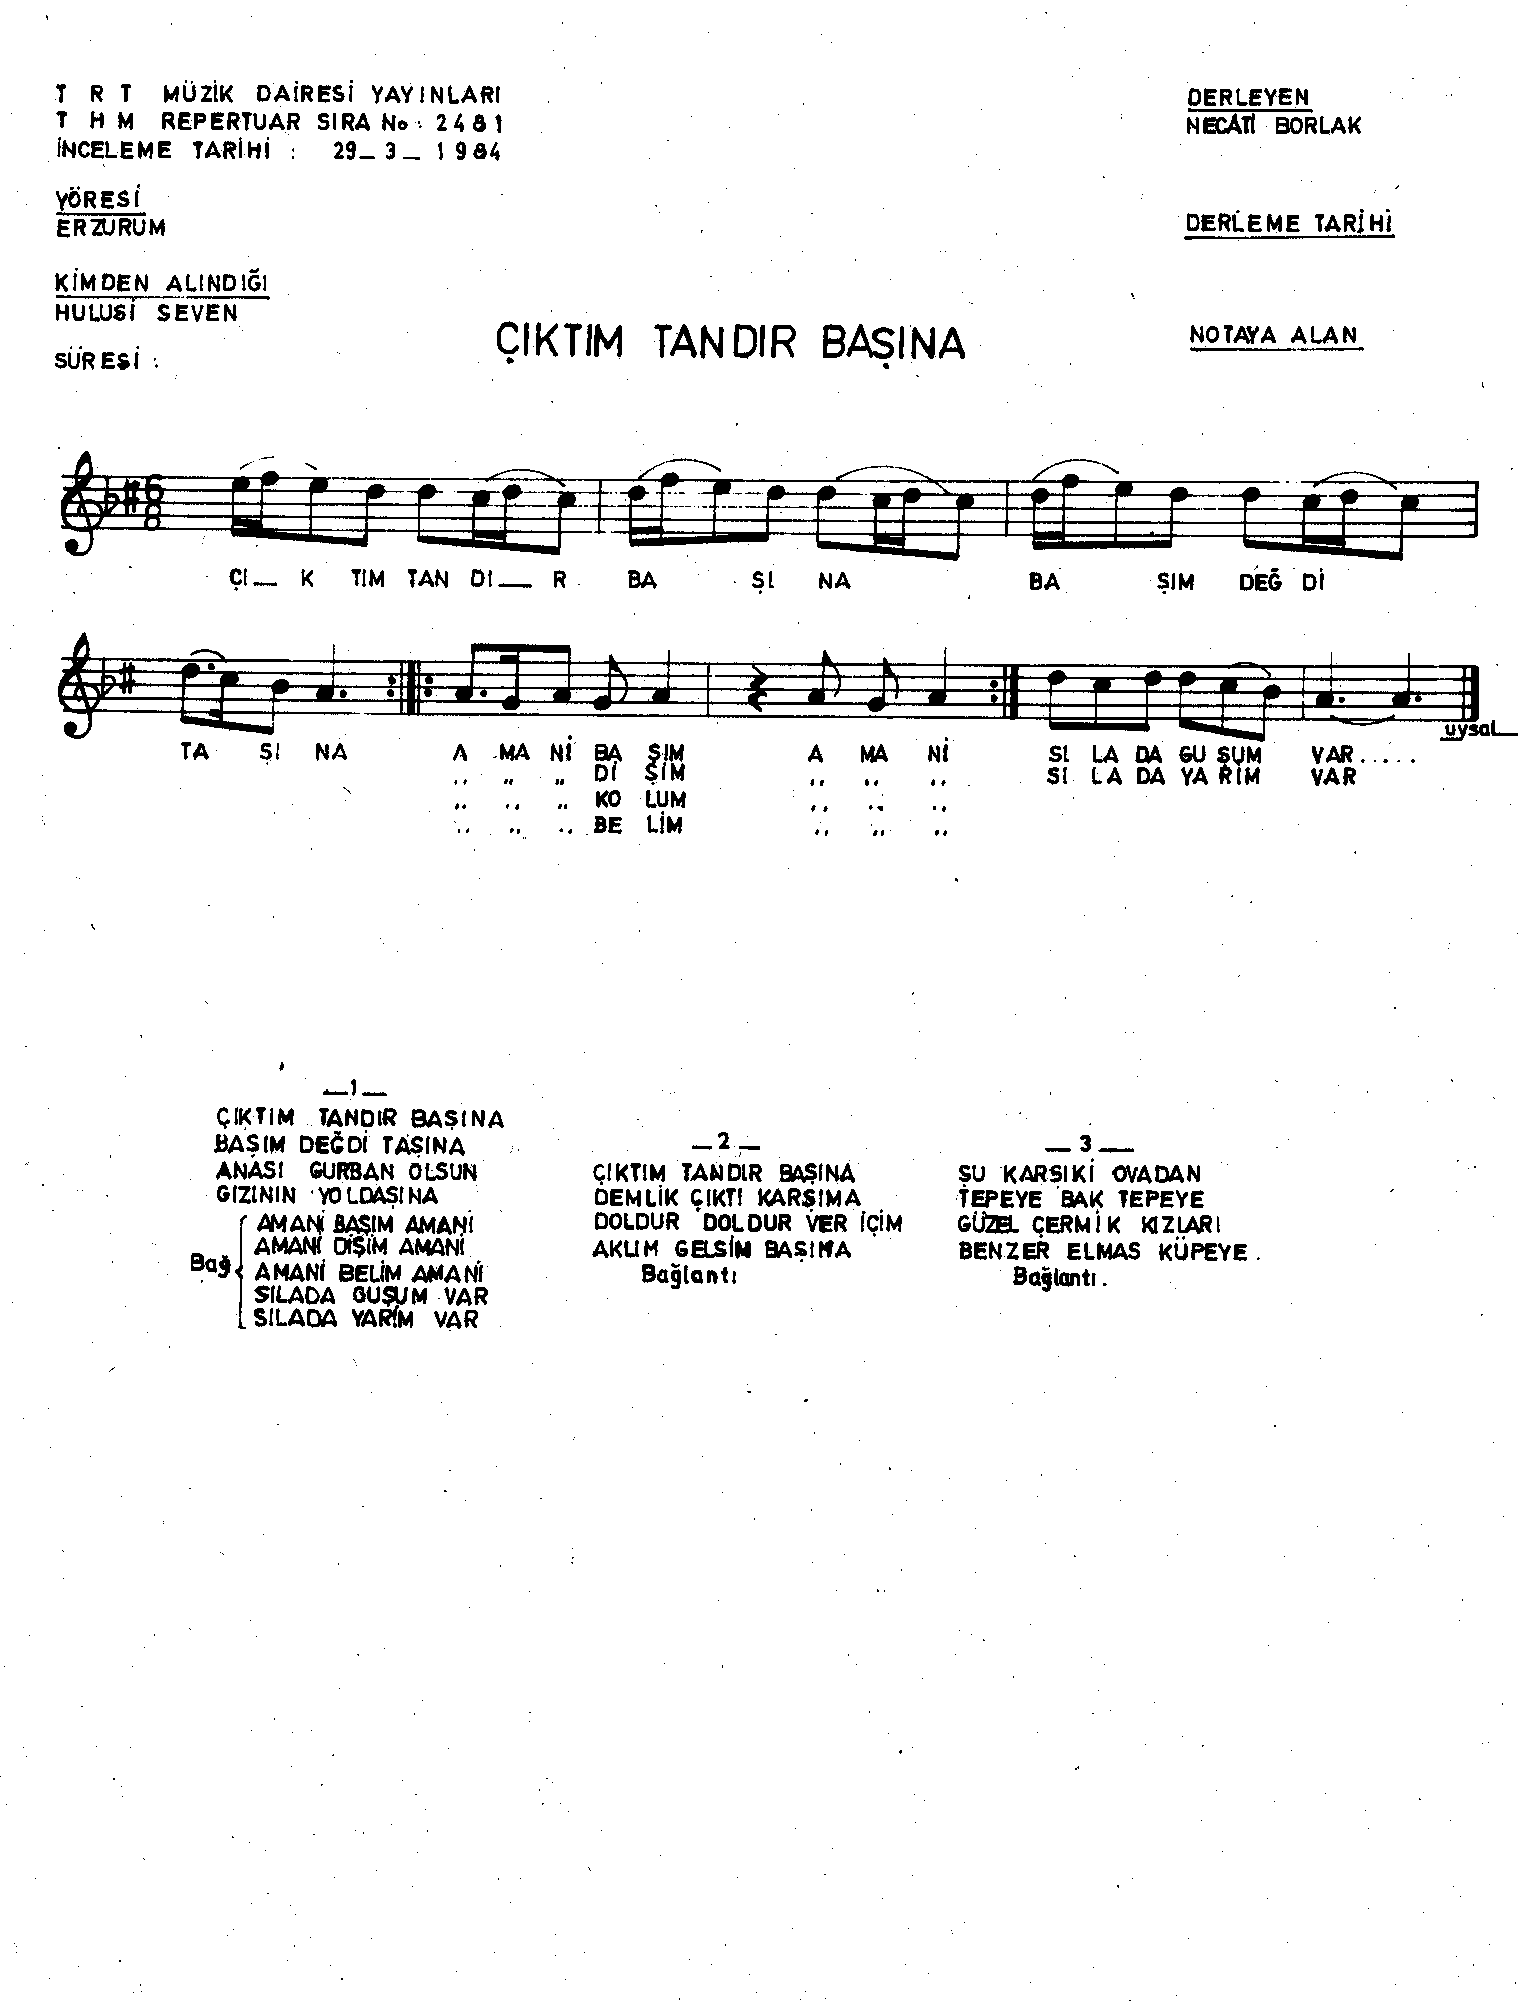 T R T MÜZİK DAİRESİ YAYINLARI
T H M REPERTUAR SIRA No : 2481
İNCELEME TARİHİ : 29_3_1984
DERLEYEN
NECATİ BORLAK
YÖRESİ
ERZURUM
DERLEME TARİHİ
KİMDEN ALINDIĞI
HULUSİ SEVEN
SÜRESİ :
ÇIKTIM TANDIR BAŞINA
NOTAYA ALAN
6
F
ÇI_ K TIM TAN DI_ R BA ŞI NA BA ŞIM DEĞ Dİ
uysal
TA ŞI NA A MA Nİ BA ŞIM A MA Nİ SI LA DA GU ŞUM VAR.....
,, ,, ,, Dİ ŞİM ,, ,, ,, SI LA DA YA RİM VAR
,, ,, ,, KO LUM ,, ,, ,,
,, ,, ,, BE LİM ,, ,, ,,
_1_
ÇIKTIM TANDIR BAŞINA
BAŞIM DEĞDİ TAŞINA
ANASI GURBAN OLSUN
GIZININ YOLDAŞINA
Bağ
AMANİ BAŞIM AMANİ
AMANİ DİŞİM AMANİ
AMANİ BELİM AMANİ
SILADA GUŞUM VAR
SILADA YARİM VAR
_2_
ÇIKTIM TANDIR BAŞINA
DEMLİK ÇIKTI KARŞIMA
DOLDUR DOLDUR VER İÇİM
AKLIM GELSİM BAŞIMA
Bağlantı
_3_
ŞU KARŞIKİ OVADAN
TEPEYE BAK TEPEYE
GÜZEL ÇERMİK KIZLARI
BENZER ELMAS KÜPEYE.
Bağlantı.